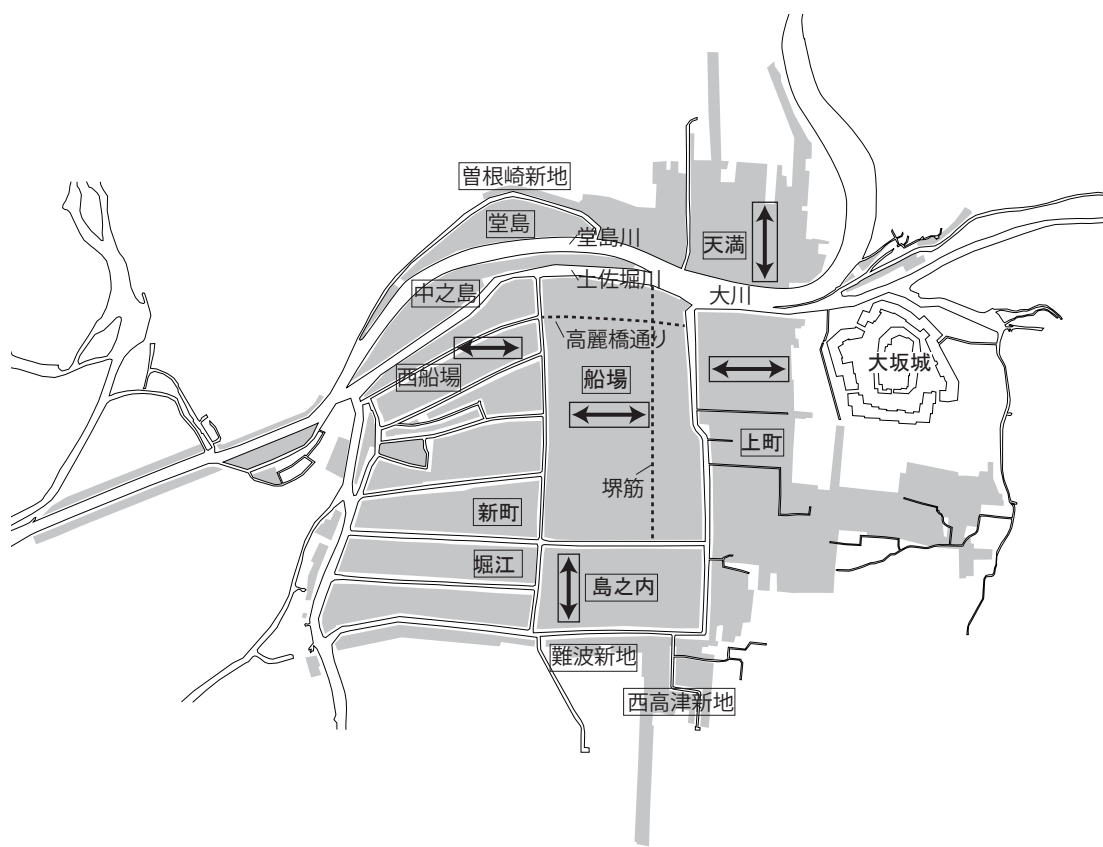 曽根崎新地
堂島
堂島川
天満
中之島
土佐堀川
大川
高麗橋通り
西船場
船場
大坂城
上町
堺筋
新町
堀江
島之内
難波新地
西高津新地